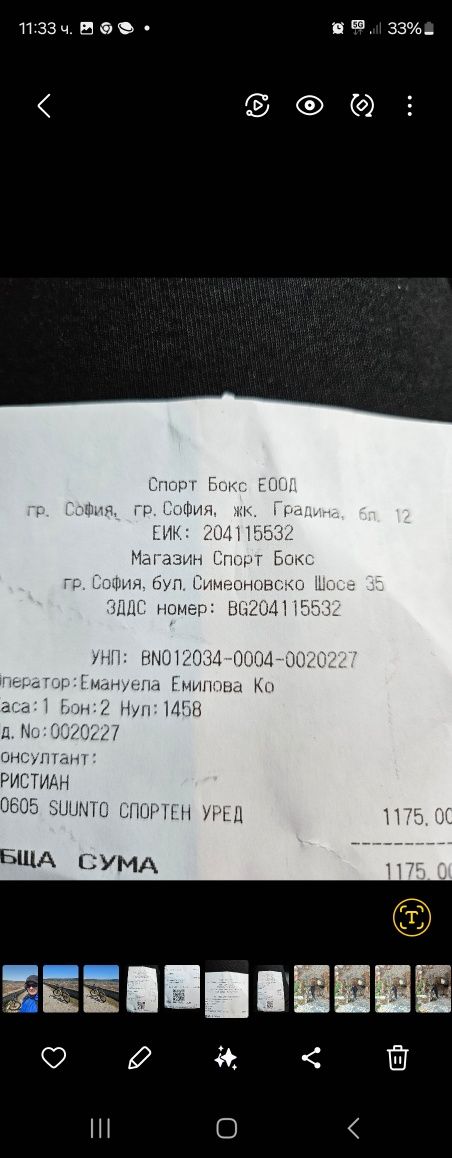 11:33 ч.
5G
33%
Спорт Бокс ЕООД
гр. София, гр. София, жк. Градина, бл. 12
ЕИК: 204115532
Магазин Спорт Бокс
гр. София, бул. Симеоновско Шосе 35
ЗДДС номер: BG204115532
УНП: BN012034-0004-0020227
ператор:Емануела Емилова Ко
аса:1 Бон:2 Нул:1458
д. No:0020227
онсултант:
РИСТИАН
0605 SUUNTO СПОРТЕН УРЕД 1175,00
БЩА СУМА 1175,00
T